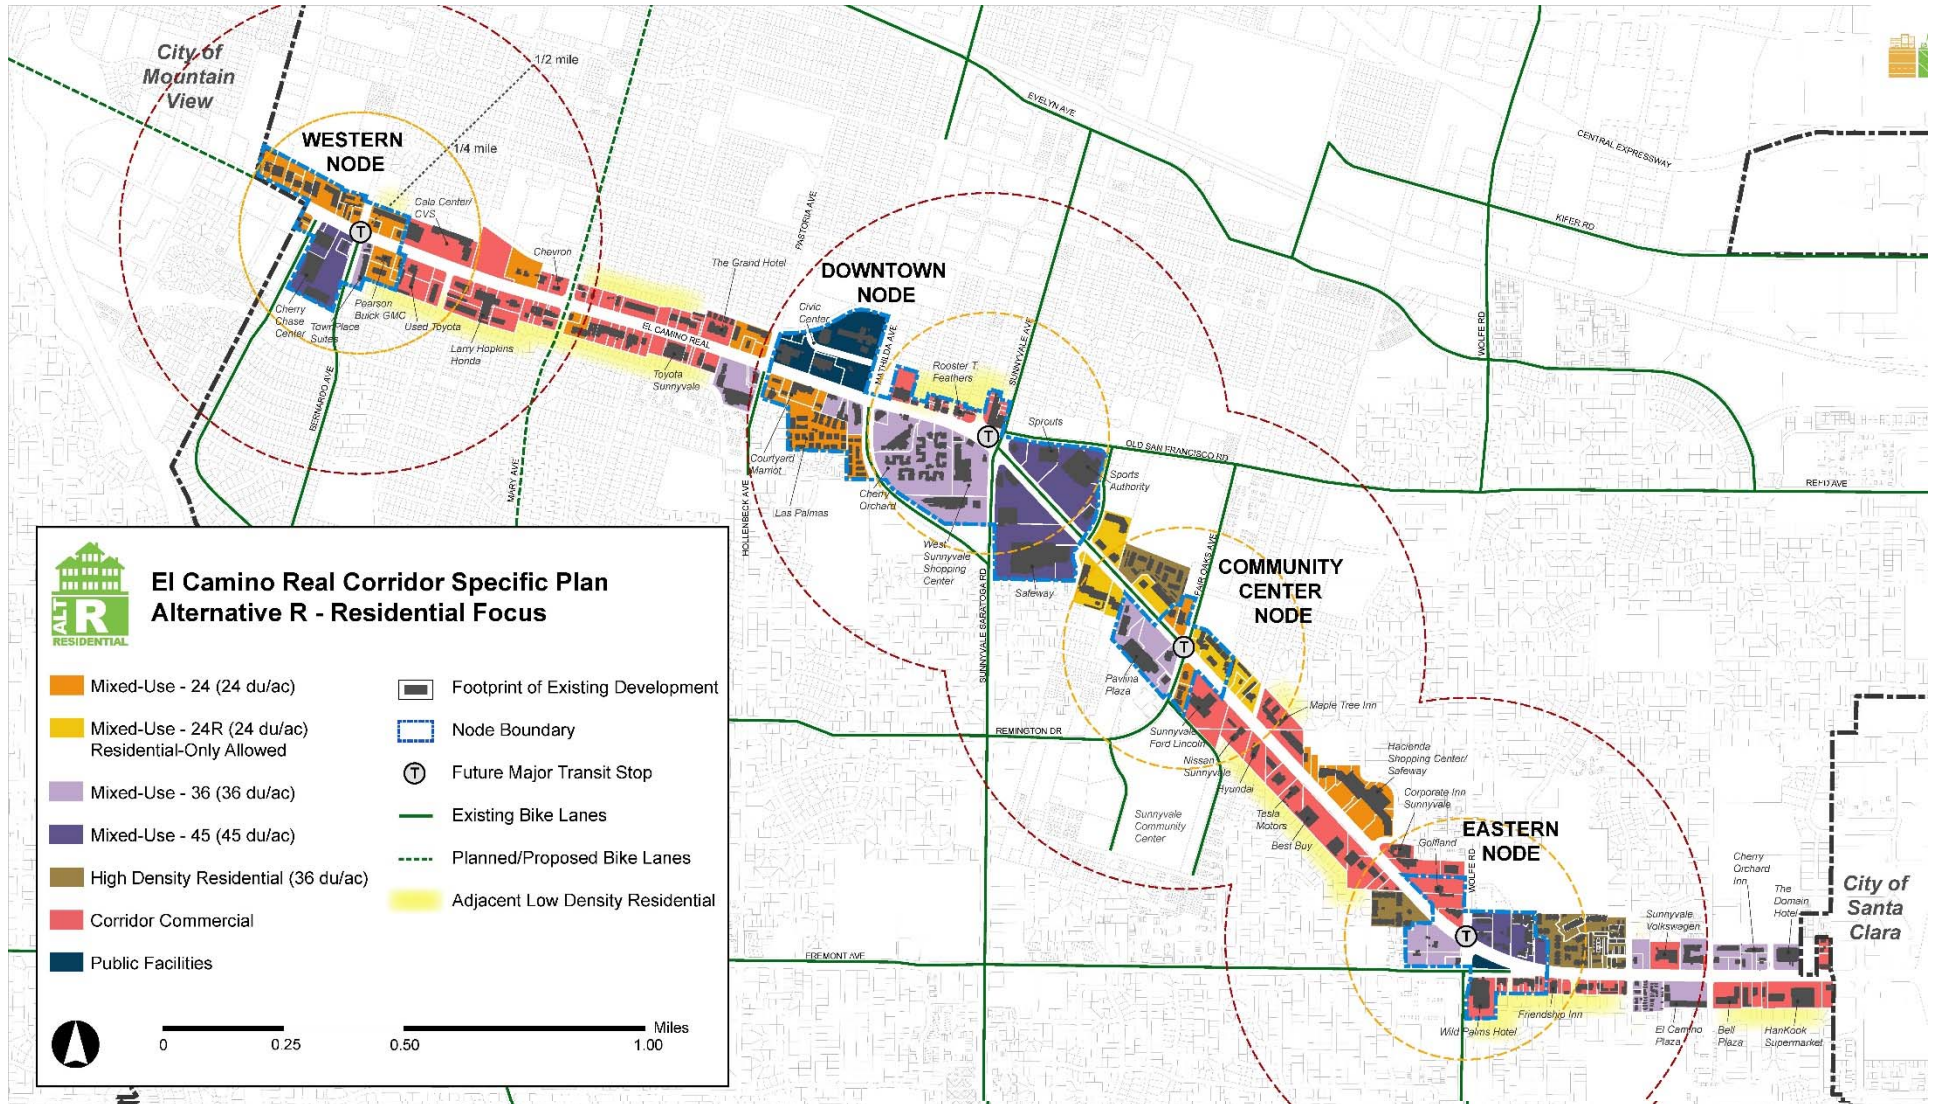 City of
Mountain
View
1/2 mile
1/4 mile
WESTERN
NODE
Cala Center/
CVS
Chevron
The Grand Hotel
PASTORIA AVE
EVELYN AVE
CENTRAL EXPRESSWAY
KIFER RD
WOLFE RD
DOWNTOWN
NODE
Civic
Center
MATHILDA AVE
SUNNYVALE AVE
Rooster T.
Feathers
Cherry
Chase
Center
TownPlace
Suites
Pearson
Buick GMC
Used Toyota
Larry Hopkins
Honda
EL CAMINO REAL
Toyota
Sunnyvale
BERNARDO AVE
MARY AVE
HOLLENBECK AVE
Courtyard
Marriot
Las Palmas
Cherry
Orchard
West
Sunnyvale
Shopping
Center
Sprouts
OLD SAN FRANCISCO RD
Sports
Authority
REED AVE
Safeway
SUNNYVALE SARATOGA RD
FAIR OAKS AVE
COMMUNITY
CENTER
NODE
Pavlina
Plaza
REMINGTON DR
Sunnyvale
Ford Lincoln
Nissan
Sunnyvale
Hyundai
Tesla
Motors
Best Buy
Maple Tree Inn
Hacienda
Shopping Center/
Safeway
Corporate Inn
Sunnyvale
Golfland
Sunnyvale
Community
Center
EASTERN
NODE
WOLFE RD
FREMONT AVE
Wild Palms Hotel
Friendship Inn
Sunnyvale
Volkswagen
Cherry
Orchard
Inn
The
Domain
Hotel
City of
Santa
Clara
El Camino
Plaza
Bell
Plaza
HanKook
Supermarket
T
T
T
T
ALT
R
RESIDENTIAL
El Camino Real Corridor Specific Plan
Alternative R - Residential Focus
Mixed-Use - 24 (24 du/ac)
Mixed-Use - 24R (24 du/ac)
Residential-Only Allowed
Mixed-Use - 36 (36 du/ac)
Mixed-Use - 45 (45 du/ac)
High Density Residential (36 du/ac)
Corridor Commercial
Public Facilities
Footprint of Existing Development
Node Boundary
T Future Major Transit Stop
Existing Bike Lanes
Planned/Proposed Bike Lanes
Adjacent Low Density Residential
0 0.25 0.50 1.00 Miles